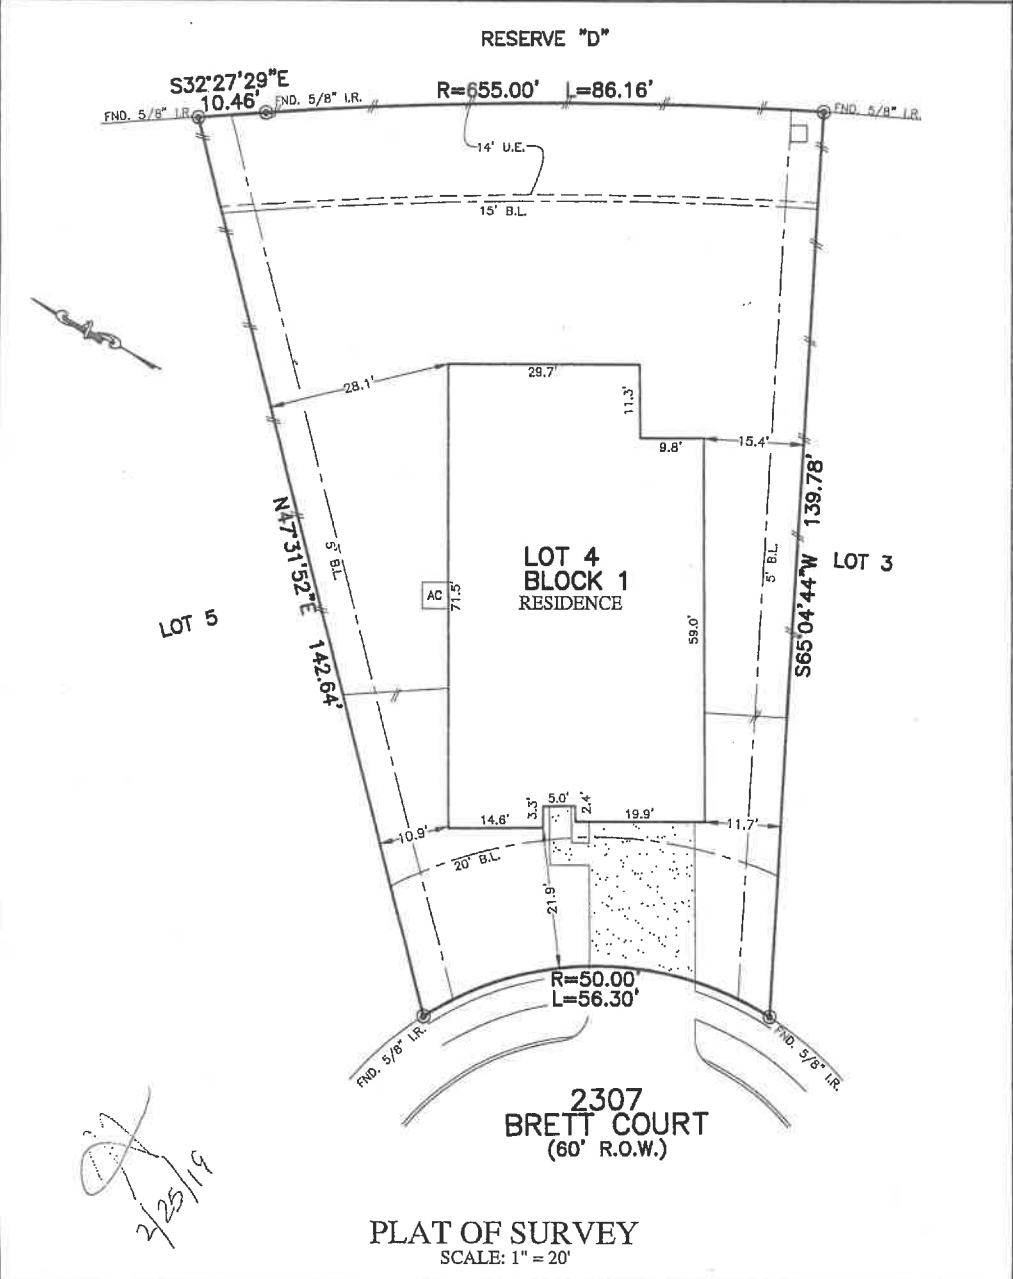 RESERVE "D"
S32°27'29"E
10.46'
R=655.00' L=86.16'
FND. 5/8" I.R.
FND. 5/8" I.R.
FND. 5/8" I.R.
14' U.E.
15' B.L.
28.1'
29.7'
11.3'
9.8'
15.4'
N47°31'52"E 142.64'
5' B.L.
LOT 4
BLOCK 1
RESIDENCE
AC
71.5'
59.0'
5' B.L.
S65°04'44"W 139.78'
LOT 3
LOT 5
5.0'
3.3'
2.4'
14.6'
19.9'
10.9'
11.7'
20' B.L.
21.9'
R=50.00'
L=56.30'
FND. 5/8" I.R.
FND. 5/8" I.R.
2307
BRETT COURT
(60' R.O.W.)
2/25/19
PLAT OF SURVEY
SCALE: 1" = 20'